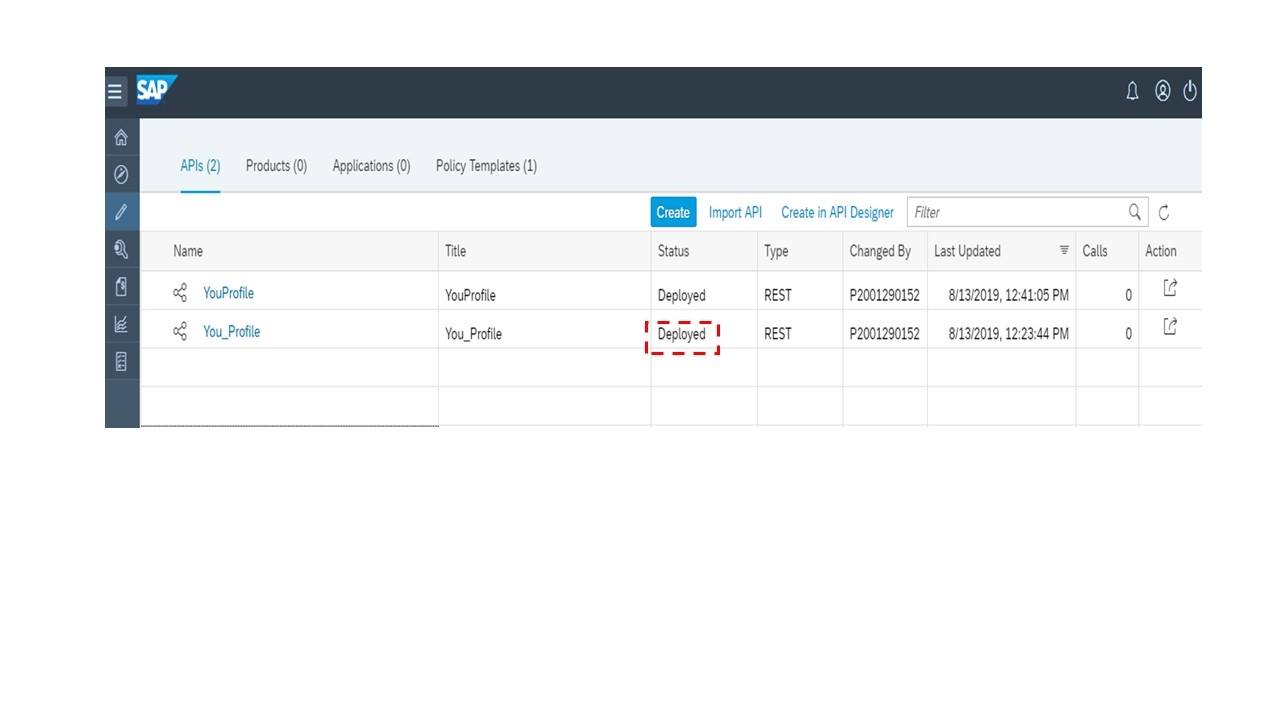 SAP
APIs (2) Products (0) Applications (0) Policy Templates (1)
Create Import API Create in API Designer Filter
Name Title Status Type Changed By Last Updated Calls Action
YouProfile YouProfile Deployed REST P2001290152 8/13/2019, 12:41:05 PM 0
You_Profile You_Profile Deployed REST P2001290152 8/13/2019, 12:23:44 PM 0